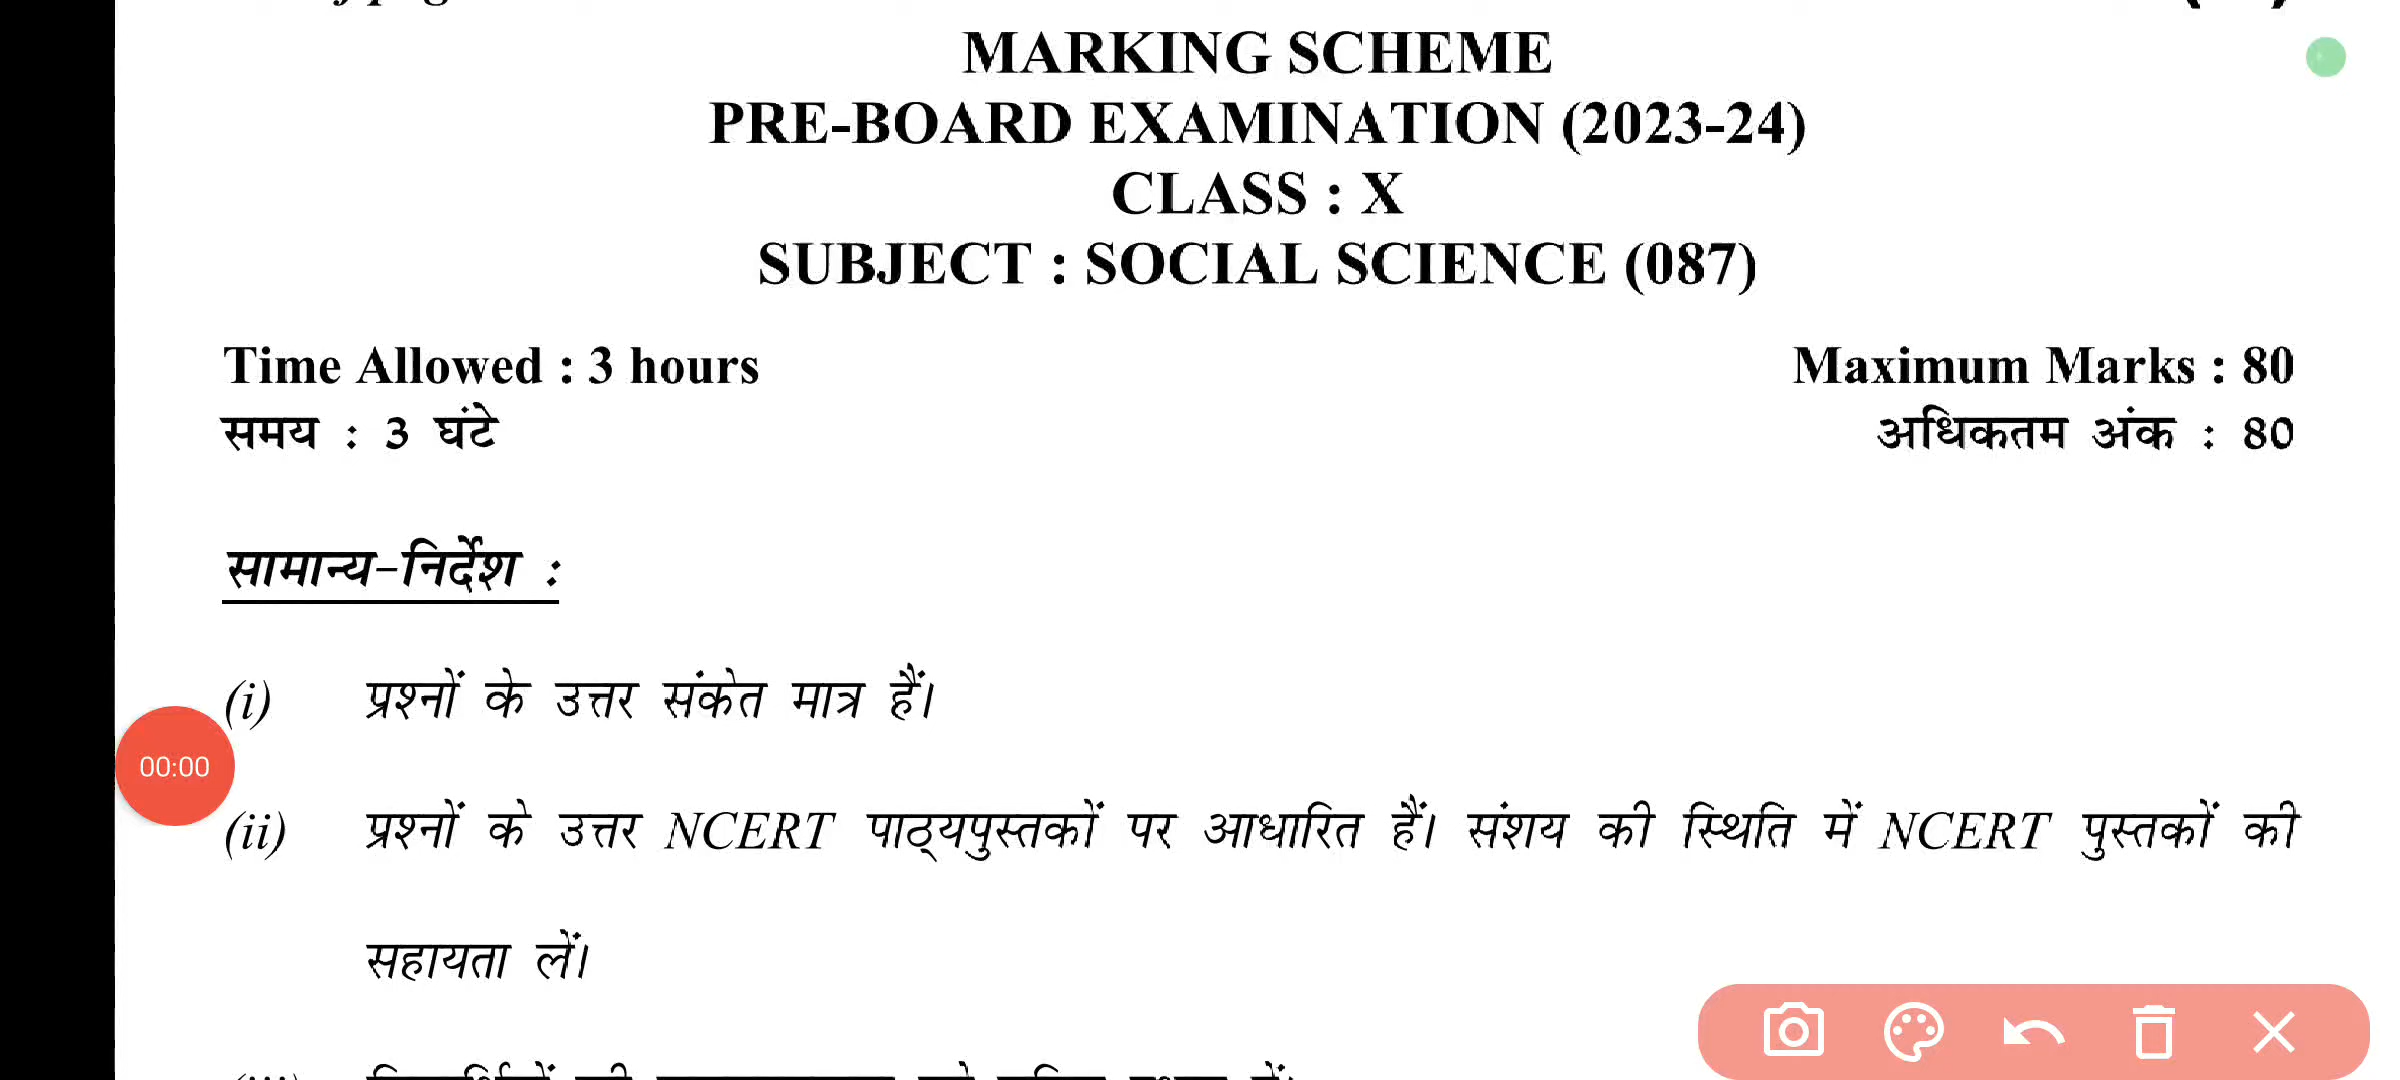 MARKING SCHEME
PRE-BOARD EXAMINATION (2023-24)
CLASS : X
SUBJECT : SOCIAL SCIENCE (087)
Time Allowed : 3 hours Maximum Marks : 80
समय : 3 घंटे अधिकतम अंक : 80
सामान्य-निर्देश :
(i) प्रश्नों के उत्तर संकेत मात्र हैं।
00:00
(ii) प्रश्नों के उत्तर NCERT पाठ्यपुस्तकों पर आधारित हैं। संशय की स्थिति में NCERT पुस्तकों की
सहायता लें।